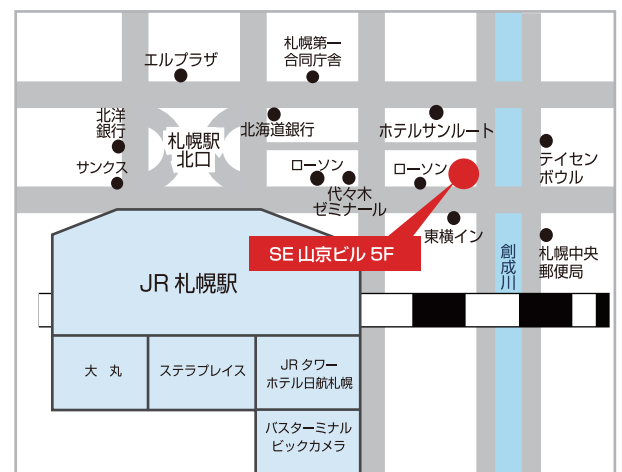 エルプラザ
札幌第一
合同庁舎
北洋
銀行
札幌駅
北口
北海道銀行
ホテルサンルート
テイセン
ボウル
サンクス
ローソン
代々木
ゼミナール
ローソン
東横イン
SE 山京ビル 5F
創成川
札幌中央
郵便局
JR 札幌駅
大 丸
ステラプレイス
JR タワー
ホテル日航札幌
バスターミナル
ビックカメラ